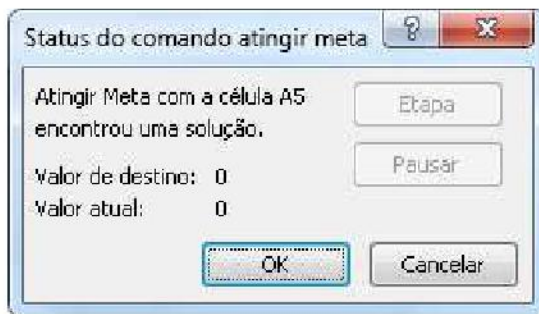 Status do comando atingir meta
Atingir Meta com a célula A5
encontrou uma solução.
Etapa
Pausar
Valor de destino: 0
Valor atual: 0
OK
Cancelar